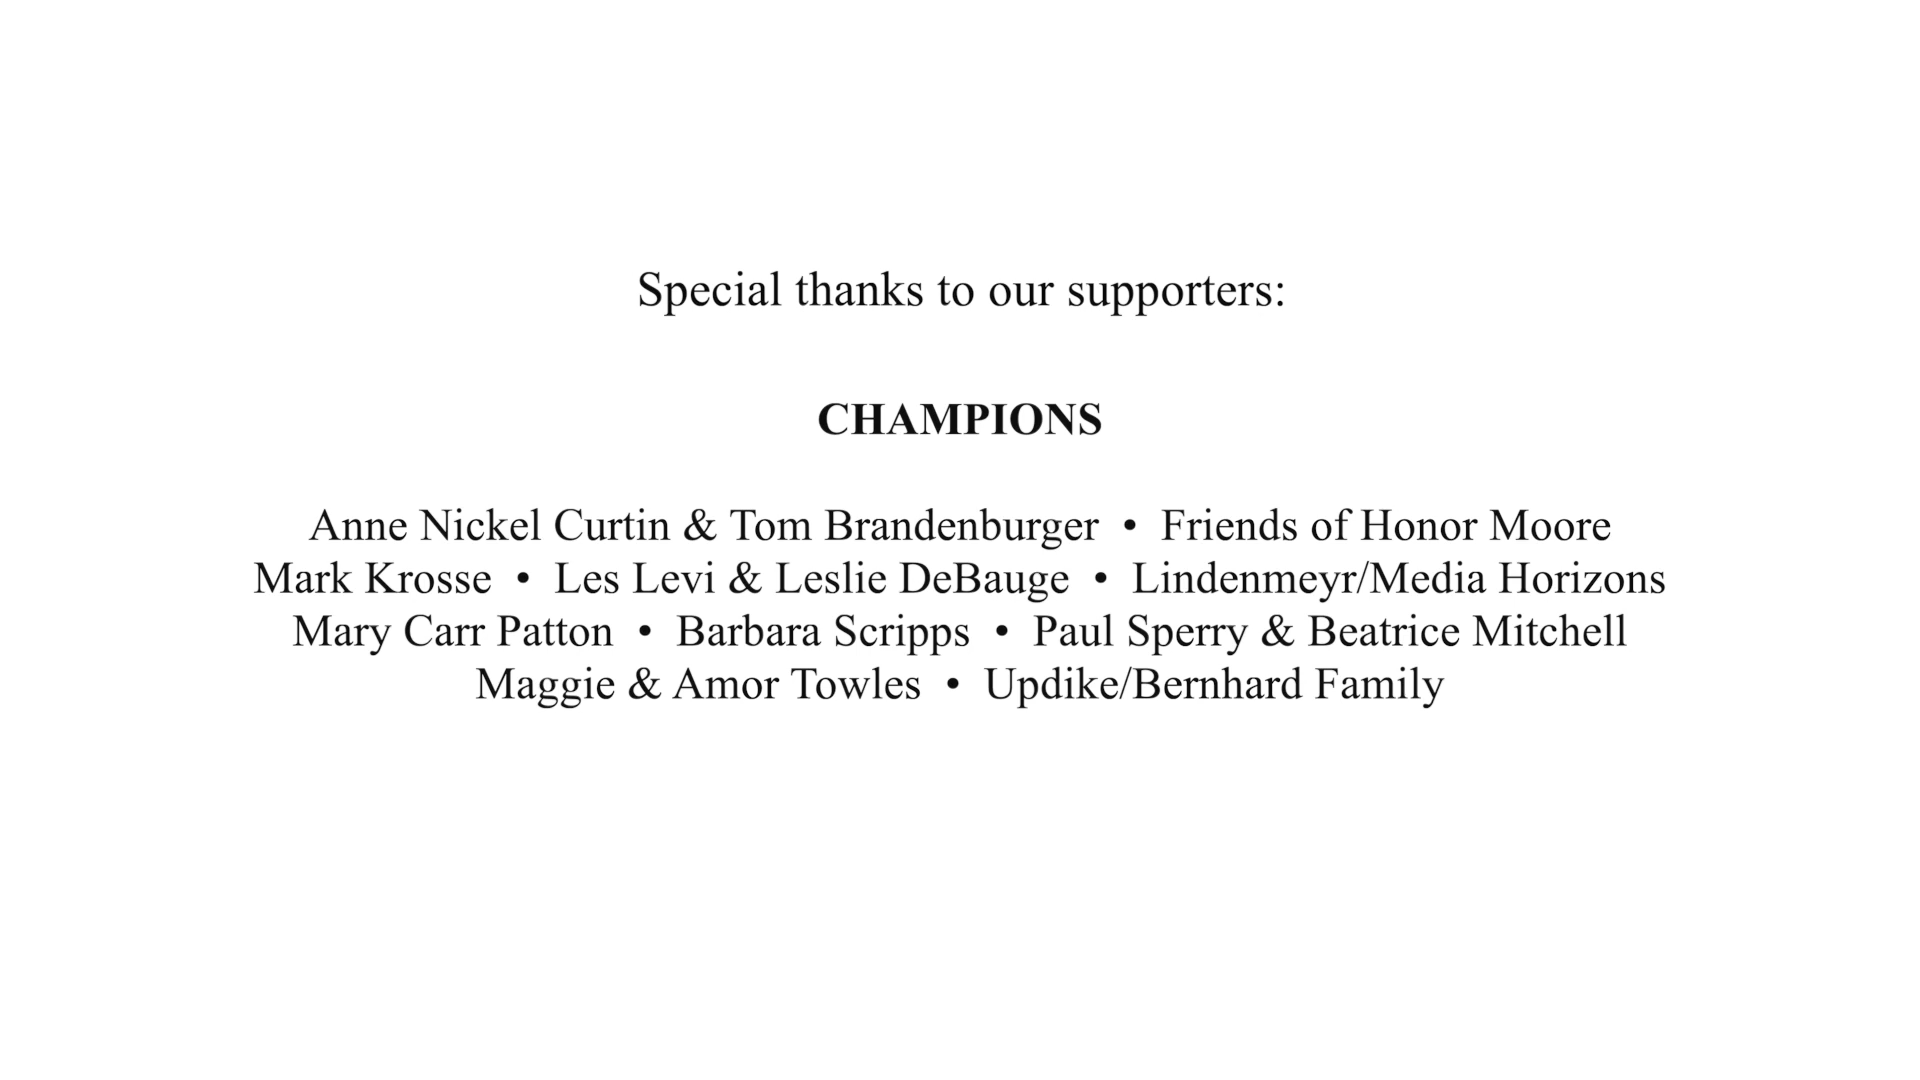 Special thanks to our supporters:
CHAMPIONS
Anne Nickel Curtin & Tom Brandenburger • Friends of Honor Moore
Mark Krosse • Les Levi & Leslie DeBauge • Lindenmeyr/Media Horizons
Mary Carr Patton • Barbara Scripps • Paul Sperry & Beatrice Mitchell
Maggie & Amor Towles • Updike/Bernhard Family